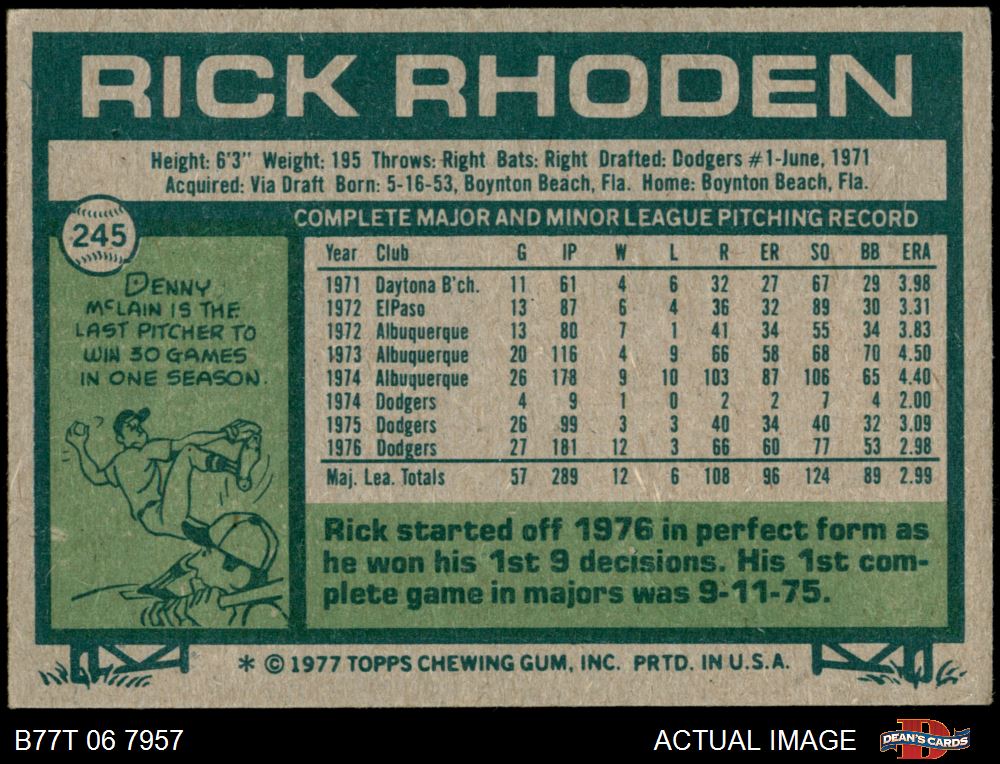 RICK RHODEN
Height: 6'3" Weight: 195 Throws: Right Bats: Right Drafted: Dodgers #1-June, 1971
Acquired: Via Draft Born: 5-16-53, Boynton Beach, Fla. Home: Boynton Beach, Fla.
245
COMPLETE MAJOR AND MINOR LEAGUE PITCHING RECORD
DENNY
McLAIN IS THE
LAST PITCHER TO
WIN 30 GAMES
IN ONE SEASON.
Year Club G IP W L R ER SO BB ERA
1971 Daytona B'ch. 11 61 4 6 32 27 67 29 3.98
1972 ElPaso 13 87 6 4 36 32 89 30 3.31
1972 Albuquerque 13 80 7 1 41 34 55 34 3.83
1973 Albuquerque 20 116 4 9 66 58 68 70 4.50
1974 Albuquerque 26 178 9 10 103 87 106 65 4.40
1974 Dodgers 4 9 1 0 2 2 7 4 2.00
1975 Dodgers 26 99 3 3 40 34 40 32 3.09
1976 Dodgers 27 181 12 3 66 60 77 53 2.98
Maj. Lea. Totals 57 289 12 6 108 96 124 89 2.99
Rick started off 1976 in perfect form as
he won his 1st 9 decisions. His 1st com-
plete game in majors was 9-11-75.
* © 1977 TOPPS CHEWING GUM, INC. PRTD. IN U.S.A.
B77T 06 7957
ACTUAL IMAGE
D
DEAN'S CARDS